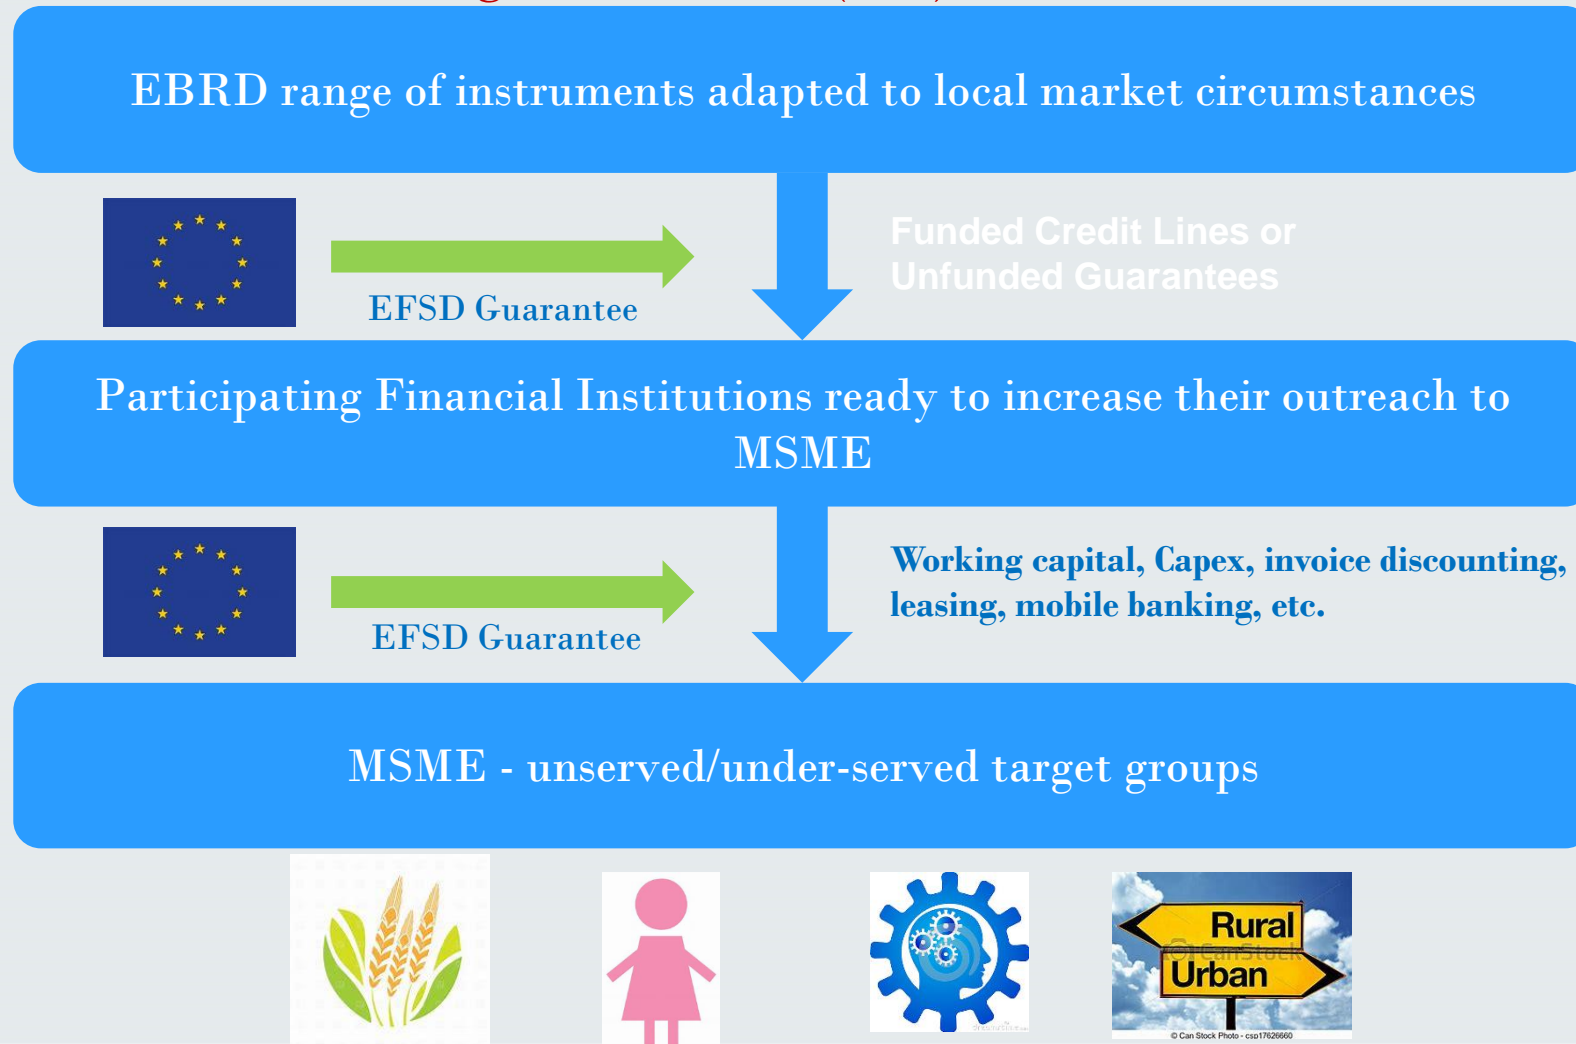 EBRD range of instruments adapted to local market circumstances
Funded Credit Lines or
Unfunded Guarantees
EFSD Guarantee
Participating Financial Institutions ready to increase their outreach to
MSME
Working capital, Capex, invoice discounting,
leasing, mobile banking, etc.
EFSD Guarantee
MSME - unserved/under-served target groups
Rural
CanStock
Urban
© Can Stock Photo - csp17626660